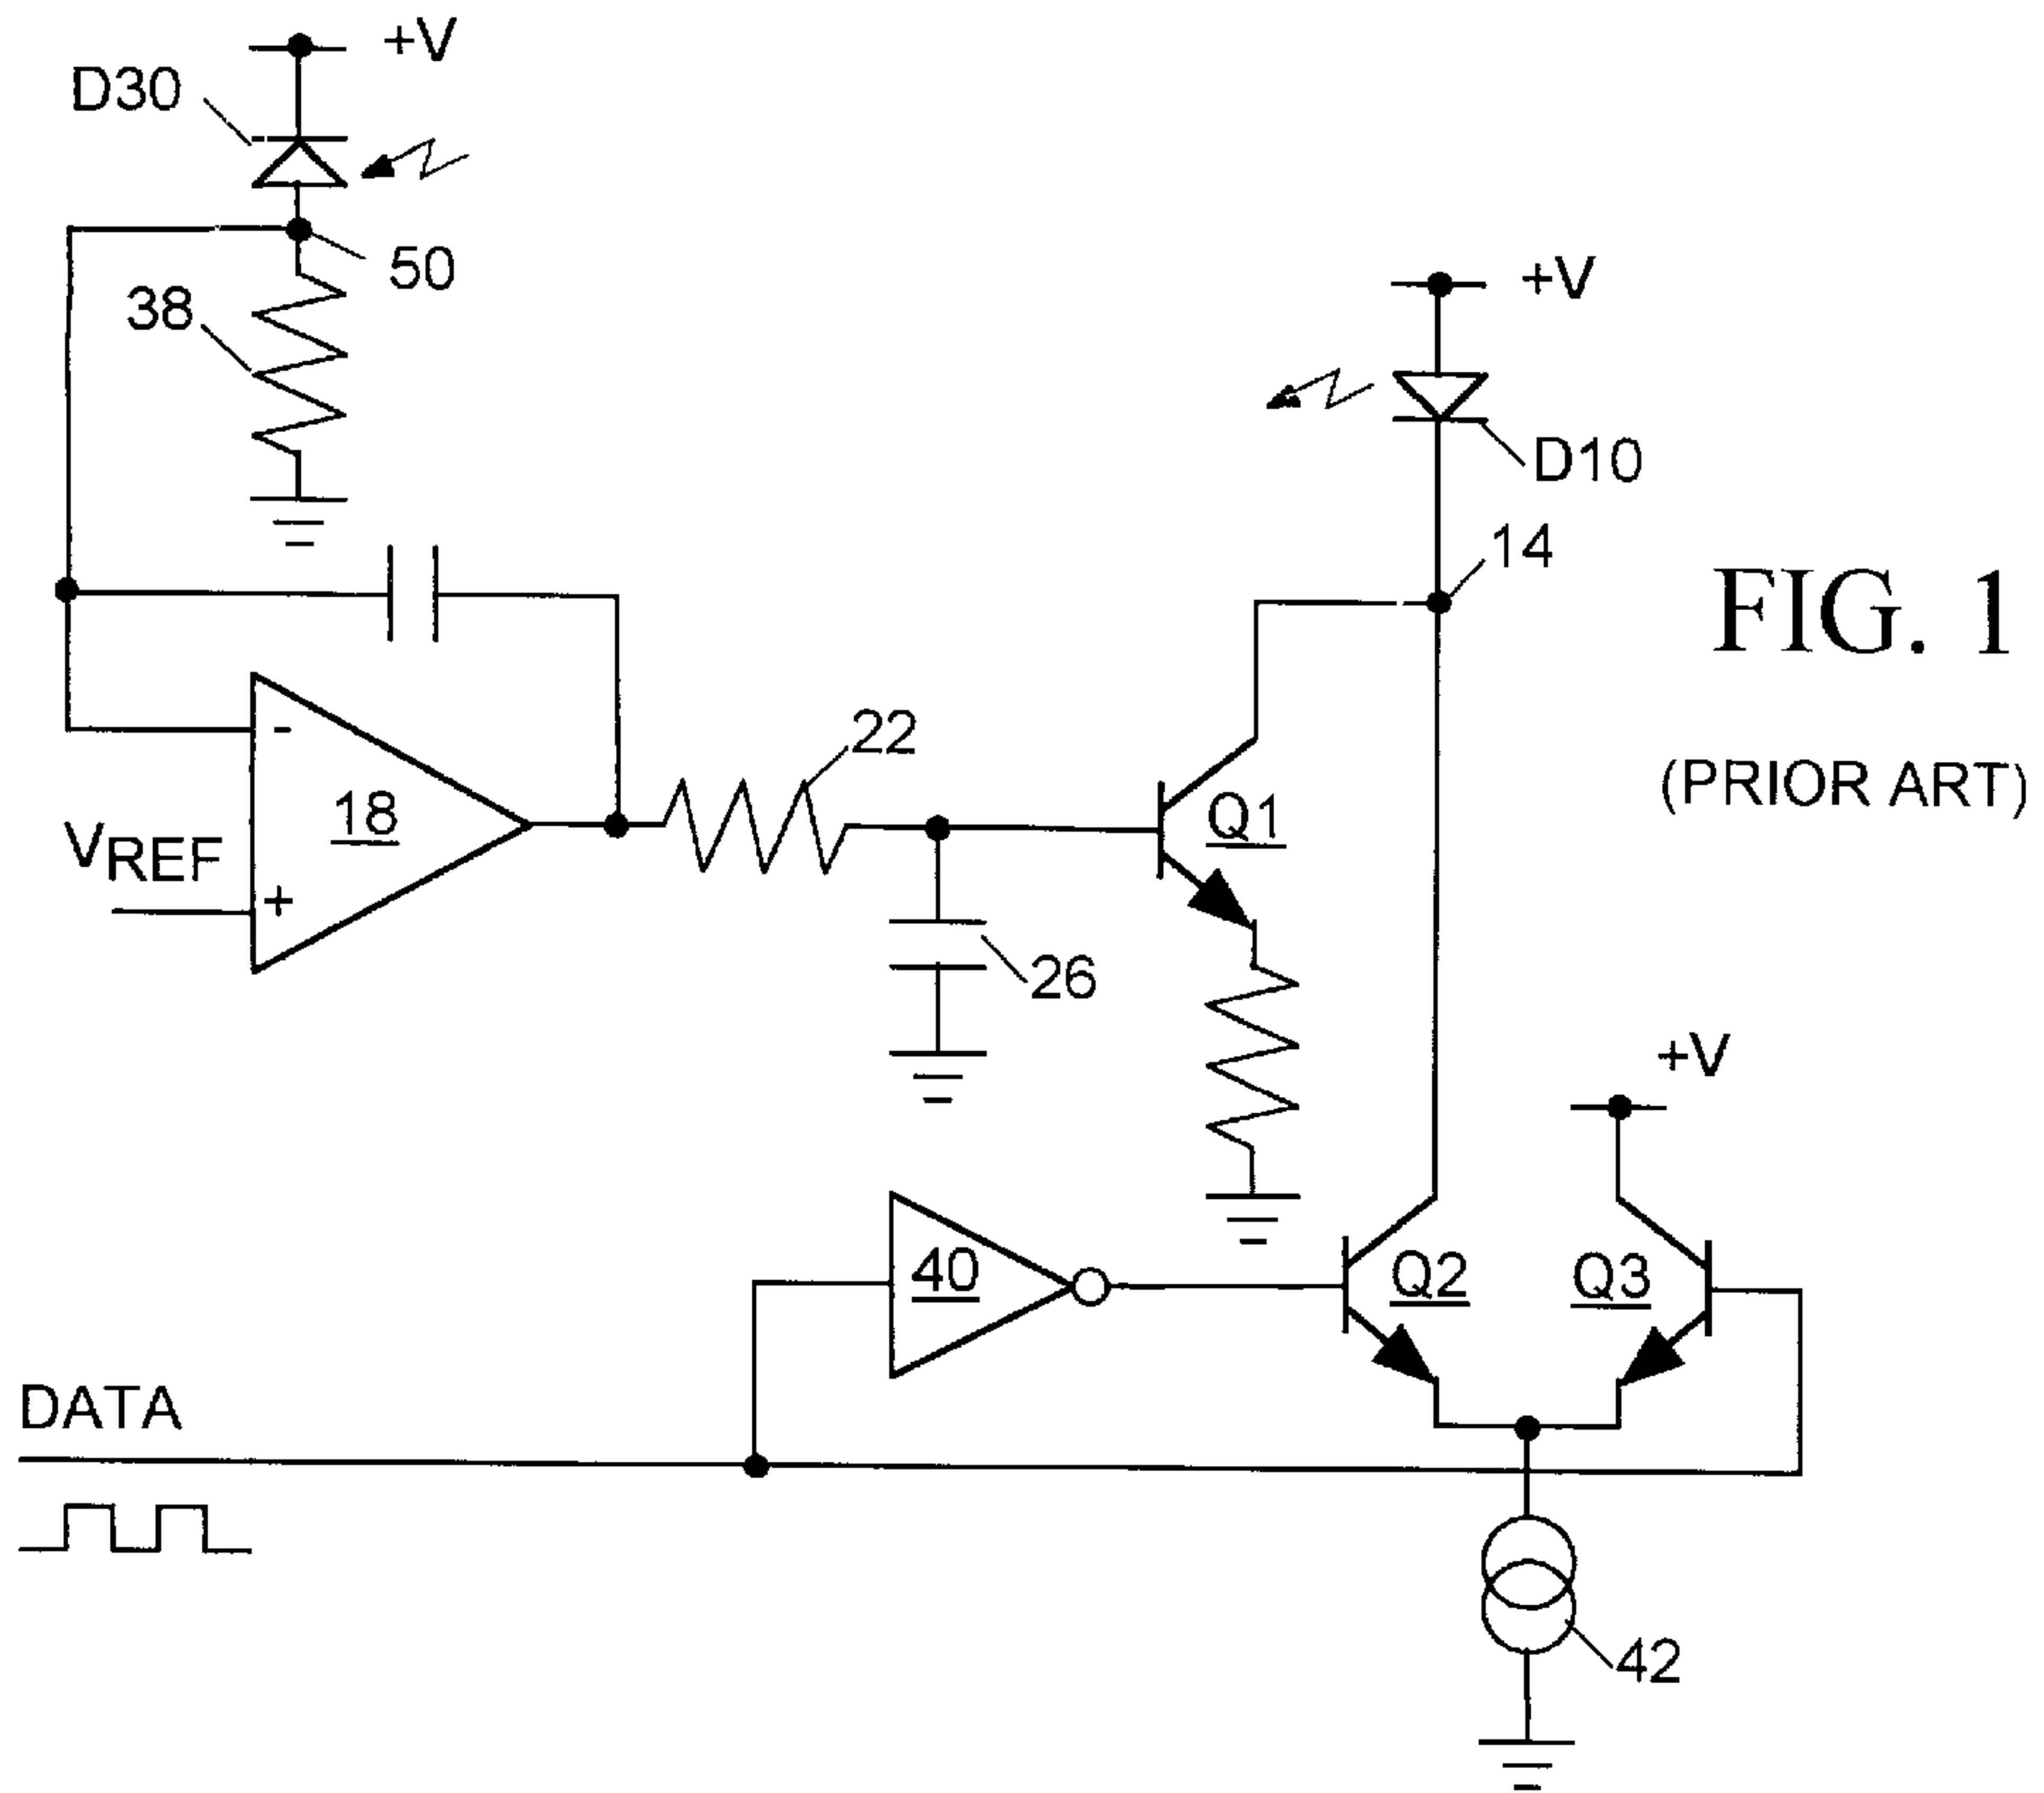 +V
D30
50
38
+V
D10
14
FIG. 1
(PRIOR ART)
22
-
18
VREF
+
Q1
26
+V
40
Q2
Q3
DATA
42